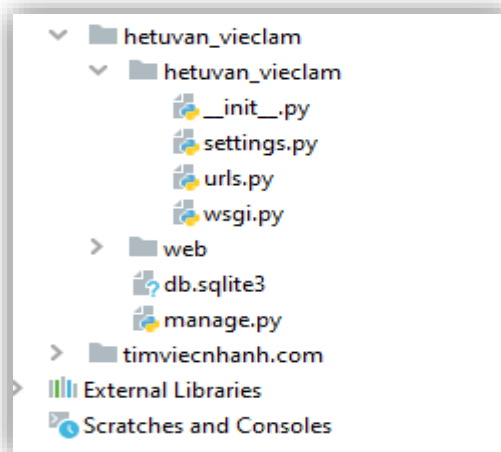 hetuvan_vieclam
hetuvan_vieclam
__init__.py
settings.py
urls.py
wsgi.py
web
db.sqlite3
manage.py
timviecnhanh.com
External Libraries
Scratches and Consoles